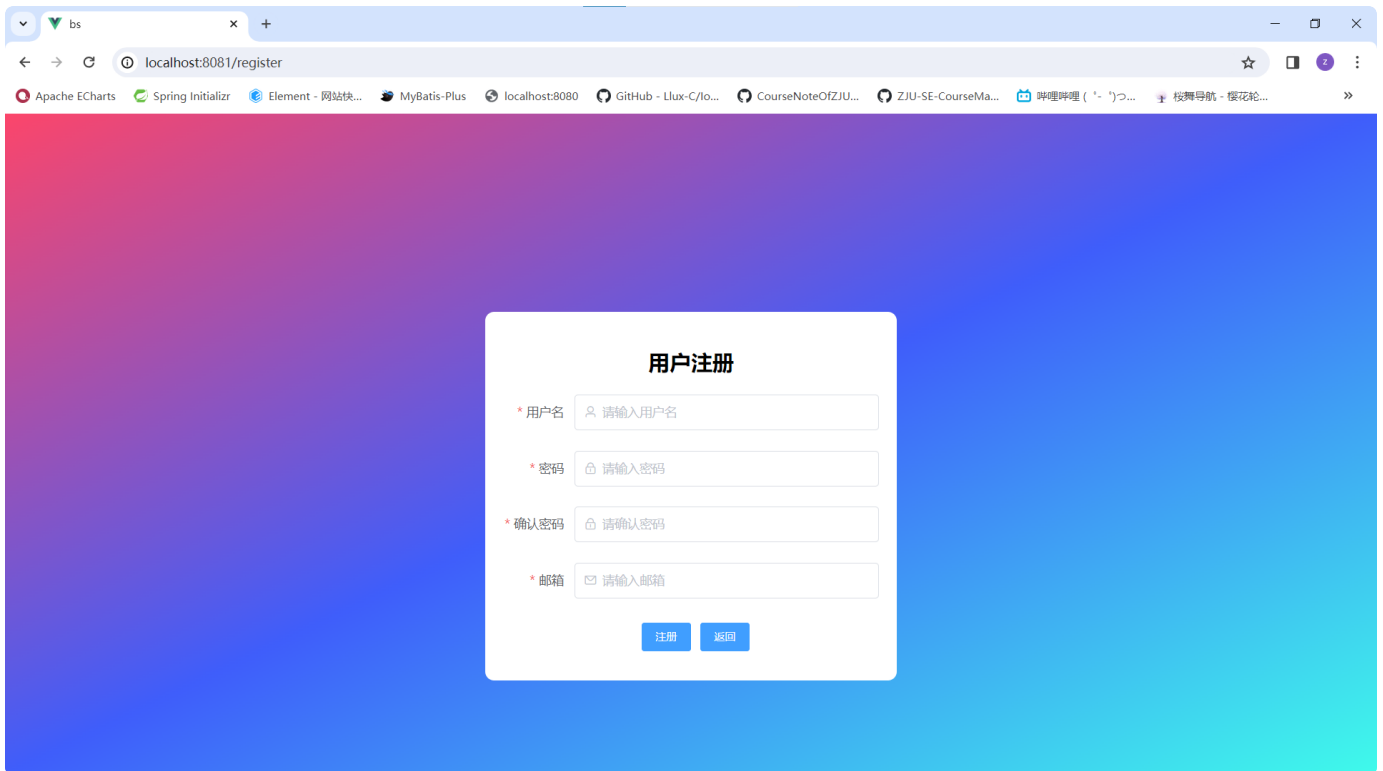 bs
localhost:8081/register
Apache ECharts Spring Initializr Element - 网站快... MyBatis-Plus localhost:8080 GitHub - Llux-C/lo... CourseNoteOfZJU... ZJU-SE-CourseMa... 哔哩哔哩 (゜-゜)つ... 桜舞导航 - 樱花轮...
用户注册
* 用户名 请输入用户名
* 密码 请输入密码
* 确认密码 请确认密码
* 邮箱 请输入邮箱
注册 返回